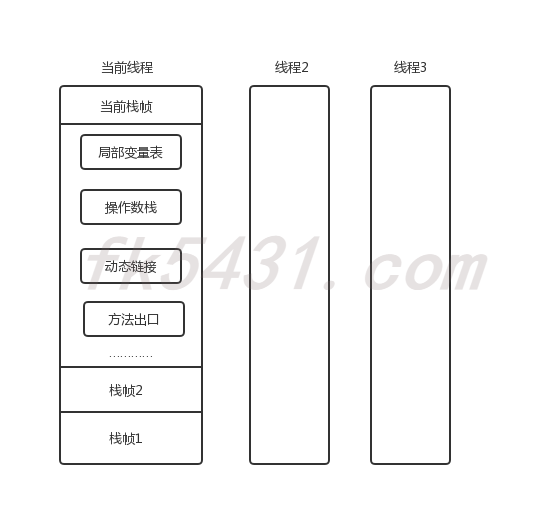 当前线程
线程2
线程3
当前栈帧
局部变量表
操作数栈
动态链接
方法出口
…………
栈帧2
栈帧1
fk5431.com